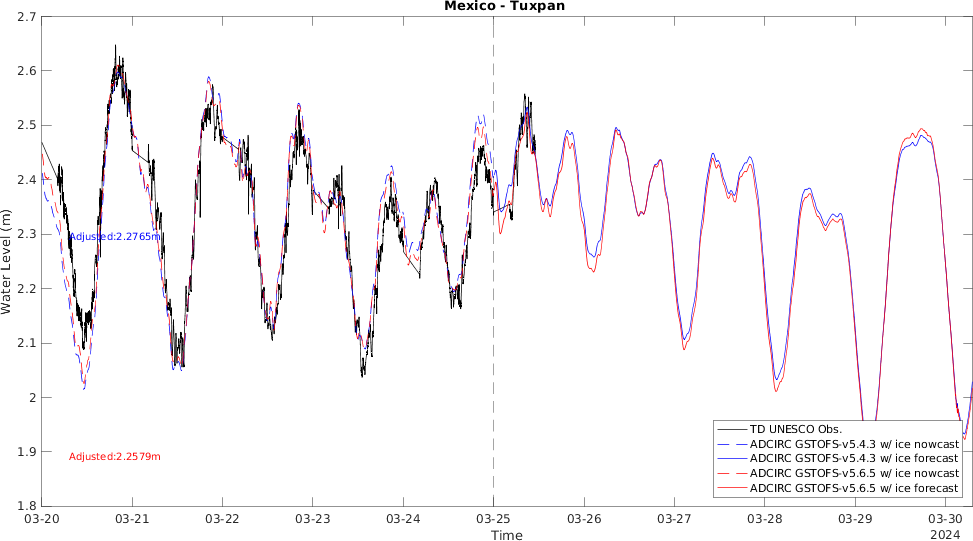 Mexico - Tuxpan
2.7
2.6
2.5
2.4
2.3
2.2
2.1
2
1.9
1.8
Water Level (m)
Adjusted:2.2765m
Adjusted:2.2579m
TD UNESCO Obs.
ADCIRC GSTOFS-v5.4.3 w/ ice nowcast
ADCIRC GSTOFS-v5.4.3 w/ ice forecast
ADCIRC GSTOFS-v5.6.5 w/ ice nowcast
ADCIRC GSTOFS-v5.6.5 w/ ice forecast
03-20 03-21 03-22 03-23 03-24 03-25 03-26 03-27 03-28 03-29 03-30
Time
2024